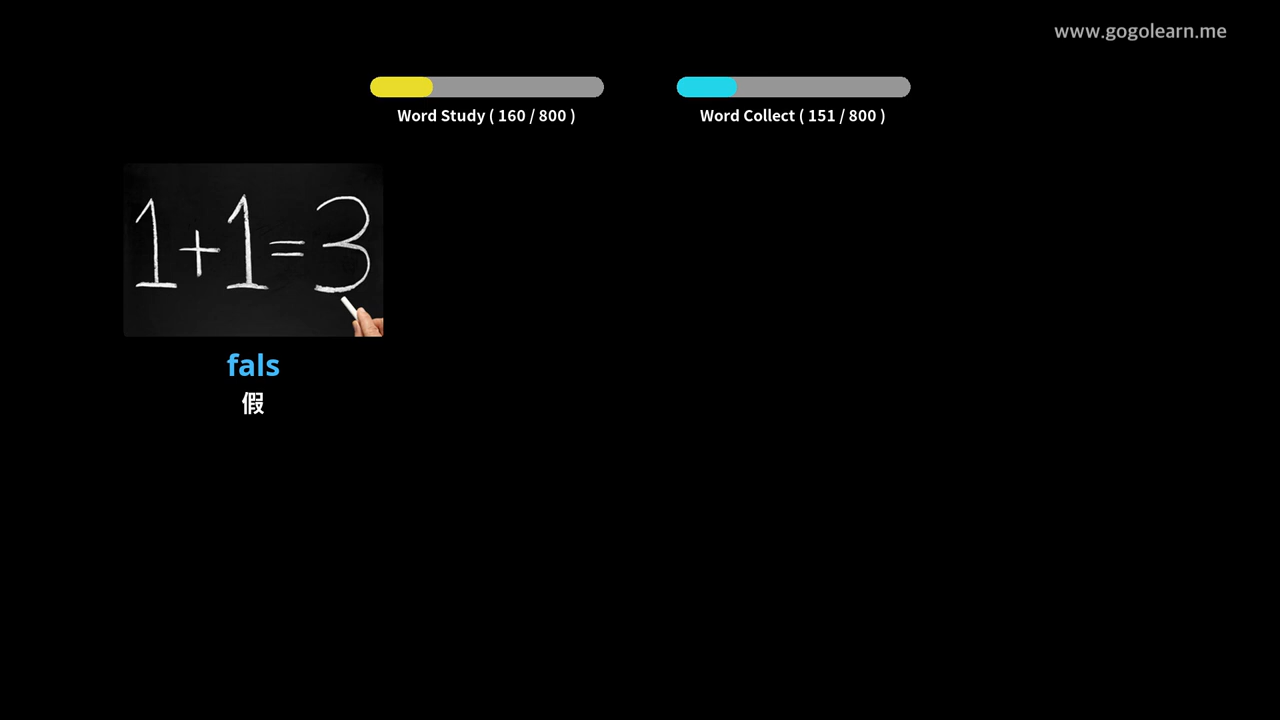 www.gogolearn.me
Word Study ( 160 / 800 )
Word Collect ( 151 / 800 )
1+1=3
fals
假